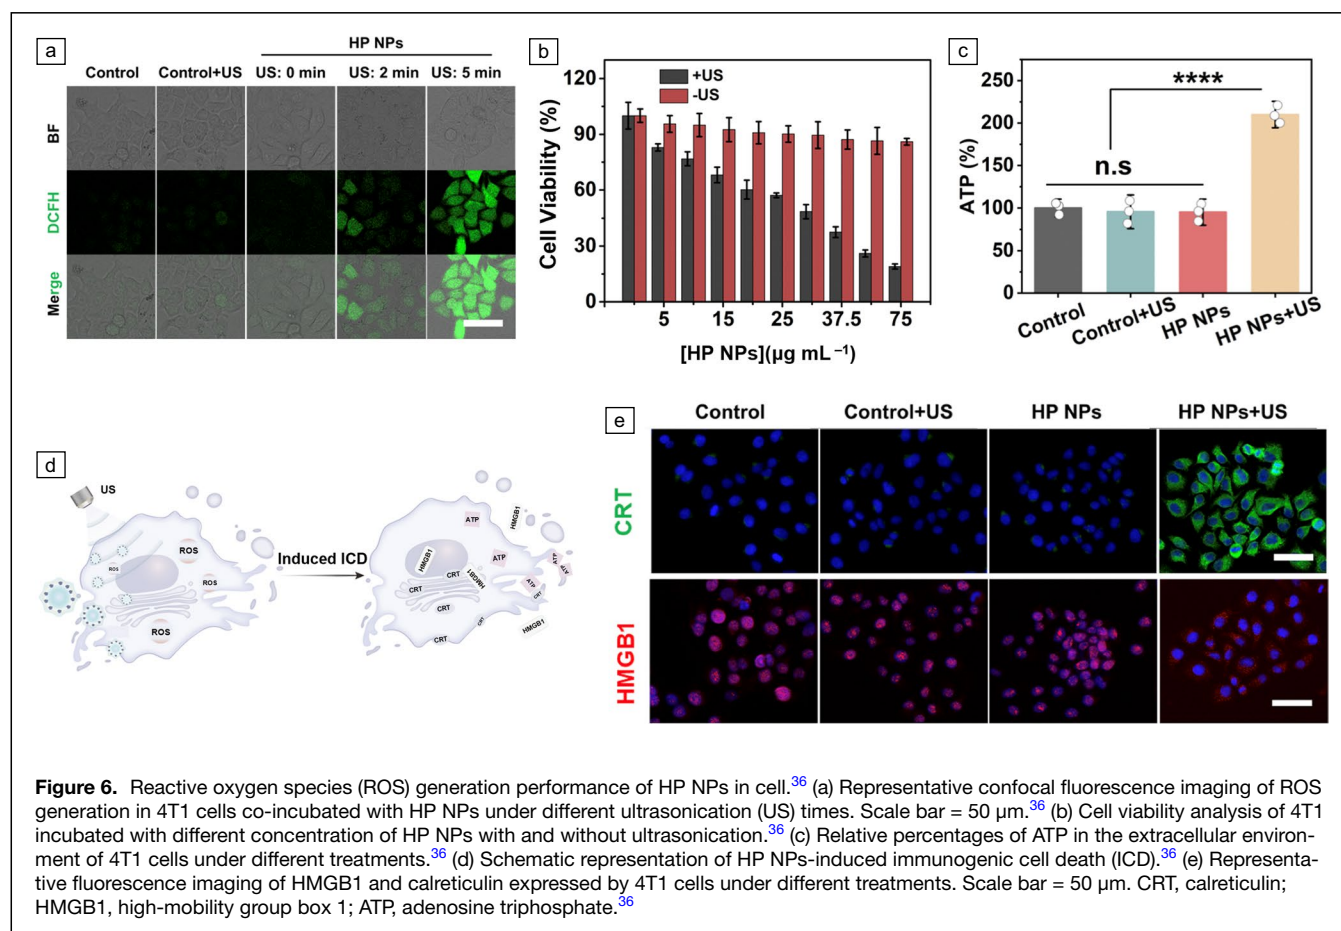 a
HP NPs
Control Control+US US: 0 min US: 2 min US: 5 min
BF
DCFH
Merge
b
+US
-US
Cell Viability (%)
120
90
60
30
0
5 15 25 37.5 75
[HP NPs](µg mL⁻¹)
c
ATP (%)
250
200
150
100
50
0
****
n.s
Control Control+US HP NPs HP NPs+US
d
US
ROS
ROS
ROS
ROS
Induced ICD
ATP
HMGB1
HMGB1
ATP
ATP
ATP
CRT
HMGB1
CRT
ATP
CRT
CRT
CRT
CRT
HMGB1
e
Control Control+US HP NPs HP NPs+US
CRT
HMGB1
Figure 6. Reactive oxygen species (ROS) generation performance of HP NPs in cell.36 (a) Representative confocal fluorescence imaging of ROS
generation in 4T1 cells co-incubated with HP NPs under different ultrasonication (US) times. Scale bar = 50 µm.36 (b) Cell viability analysis of 4T1
incubated with different concentration of HP NPs with and without ultrasonication.36 (c) Relative percentages of ATP in the extracellular environ-
ment of 4T1 cells under different treatments.36 (d) Schematic representation of HP NPs-induced immunogenic cell death (ICD).36 (e) Representa-
tive fluorescence imaging of HMGB1 and calreticulin expressed by 4T1 cells under different treatments. Scale bar = 50 µm. CRT, calreticulin;
HMGB1, high-mobility group box 1; ATP, adenosine triphosphate.36